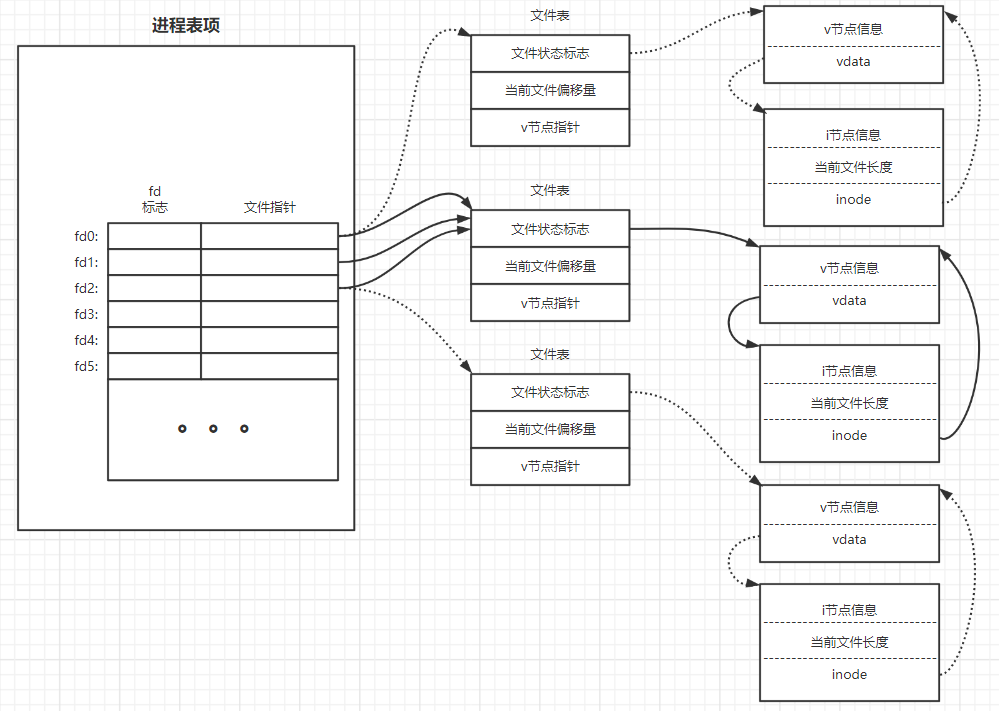 进程表项
fd
标志
文件指针
fd0:
fd1:
fd2:
fd3:
fd4:
fd5:
文件表
文件状态标志
当前文件偏移量
v节点指针
文件表
文件状态标志
当前文件偏移量
v节点指针
文件表
文件状态标志
当前文件偏移量
v节点指针
v节点信息
vdata
i节点信息
当前文件长度
inode
v节点信息
vdata
i节点信息
当前文件长度
inode
v节点信息
vdata
i节点信息
当前文件长度
inode